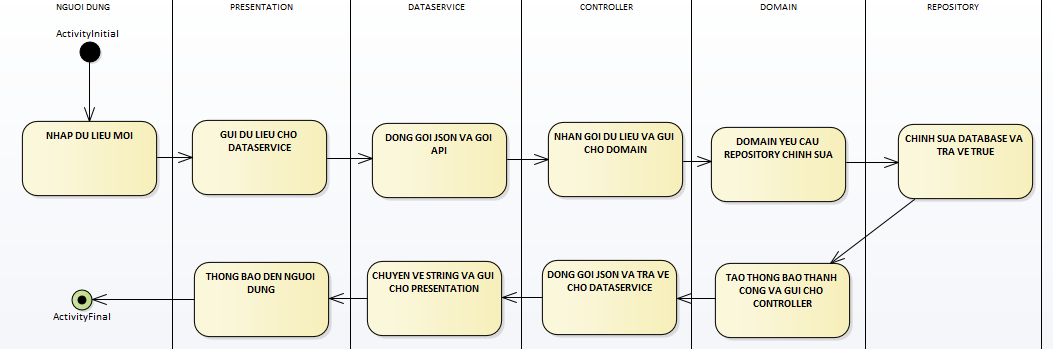 NGUOI DUNG
PRESENTATION
DATASERVICE
CONTROLLER
DOMAIN
REPOSITORY
ActivityInitial
NHAP DU LIEU MOI
GUI DU LIEU CHO
DATASERVICE
DONG GOI JSON VA GOI
API
NHAN GOI DU LIEU VA GUI
CHO DOMAIN
DOMAIN YEU CAU
REPOSITORY CHINH SUA
CHINH SUA DATABASE VA
TRA VE TRUE
TAO THONG BAO THANH
CONG VA GUI CHO
CONTROLLER
DONG GOI JSON VA TRA VE
CHO DATASERVICE
CHUYEN VE STRING VA GUI
CHO PRESENTATION
THONG BAO DEN NGUOI
DUNG
ActivityFinal